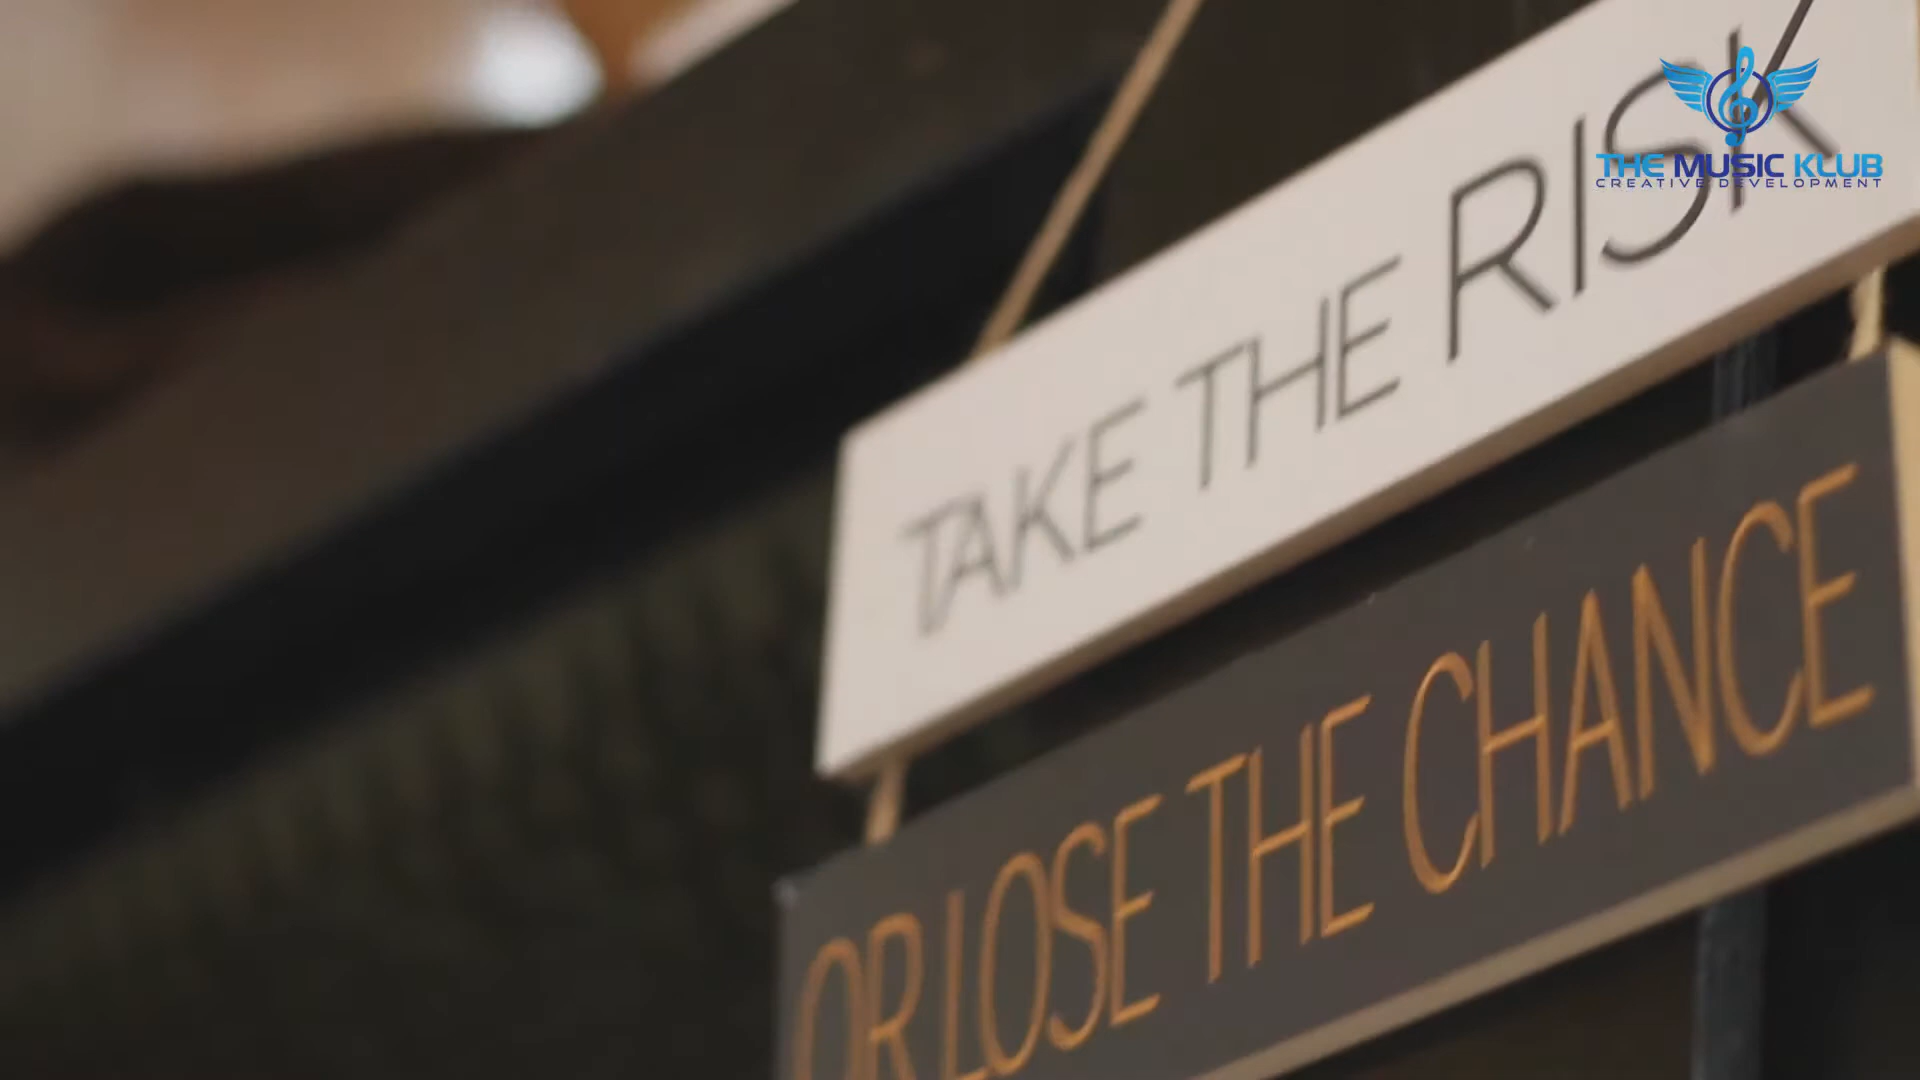 TAKE THE RISK
OR LOSE THE CHANCE
THE MUSIC KLUB
CREATIVE DEVELOPMENT